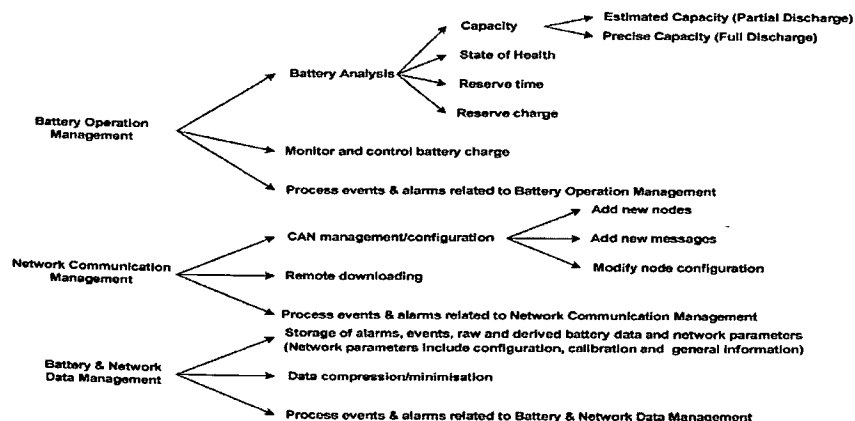 Capacity
Estimated Capacity (Partial Discharge)
Precise Capacity (Full Discharge)
State of Health
Battery Analysis
Reserve time
Reserve charge
Battery Operation
Management
Monitor and control battery charge
Process events & alarms related to Battery Operation Management
Add new nodes
CAN management/configuration
Add new messages
Network Communication
Management
Remote downloading
Modify node configuration
Process events & alarms related to Network Communication Management
Storage of alarms, events, raw and derived battery data and network parameters
(Network parameters include configuration, calibration and general information)
Battery & Network
Data Management
Data compression/minimisation
Process events & alarms related to Battery & Network Data Management